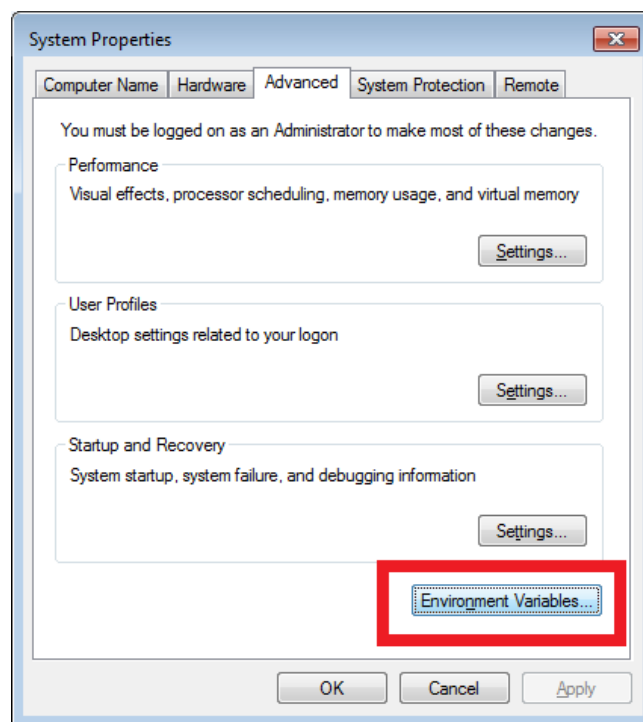 System Properties
Computer Name Hardware Advanced System Protection Remote
You must be logged on as an Administrator to make most of these changes.
Performance
Visual effects, processor scheduling, memory usage, and virtual memory
Settings...
User Profiles
Desktop settings related to your logon
Settings...
Startup and Recovery
System startup, system failure, and debugging information
Settings...
Environment Variables...
OK Cancel Apply